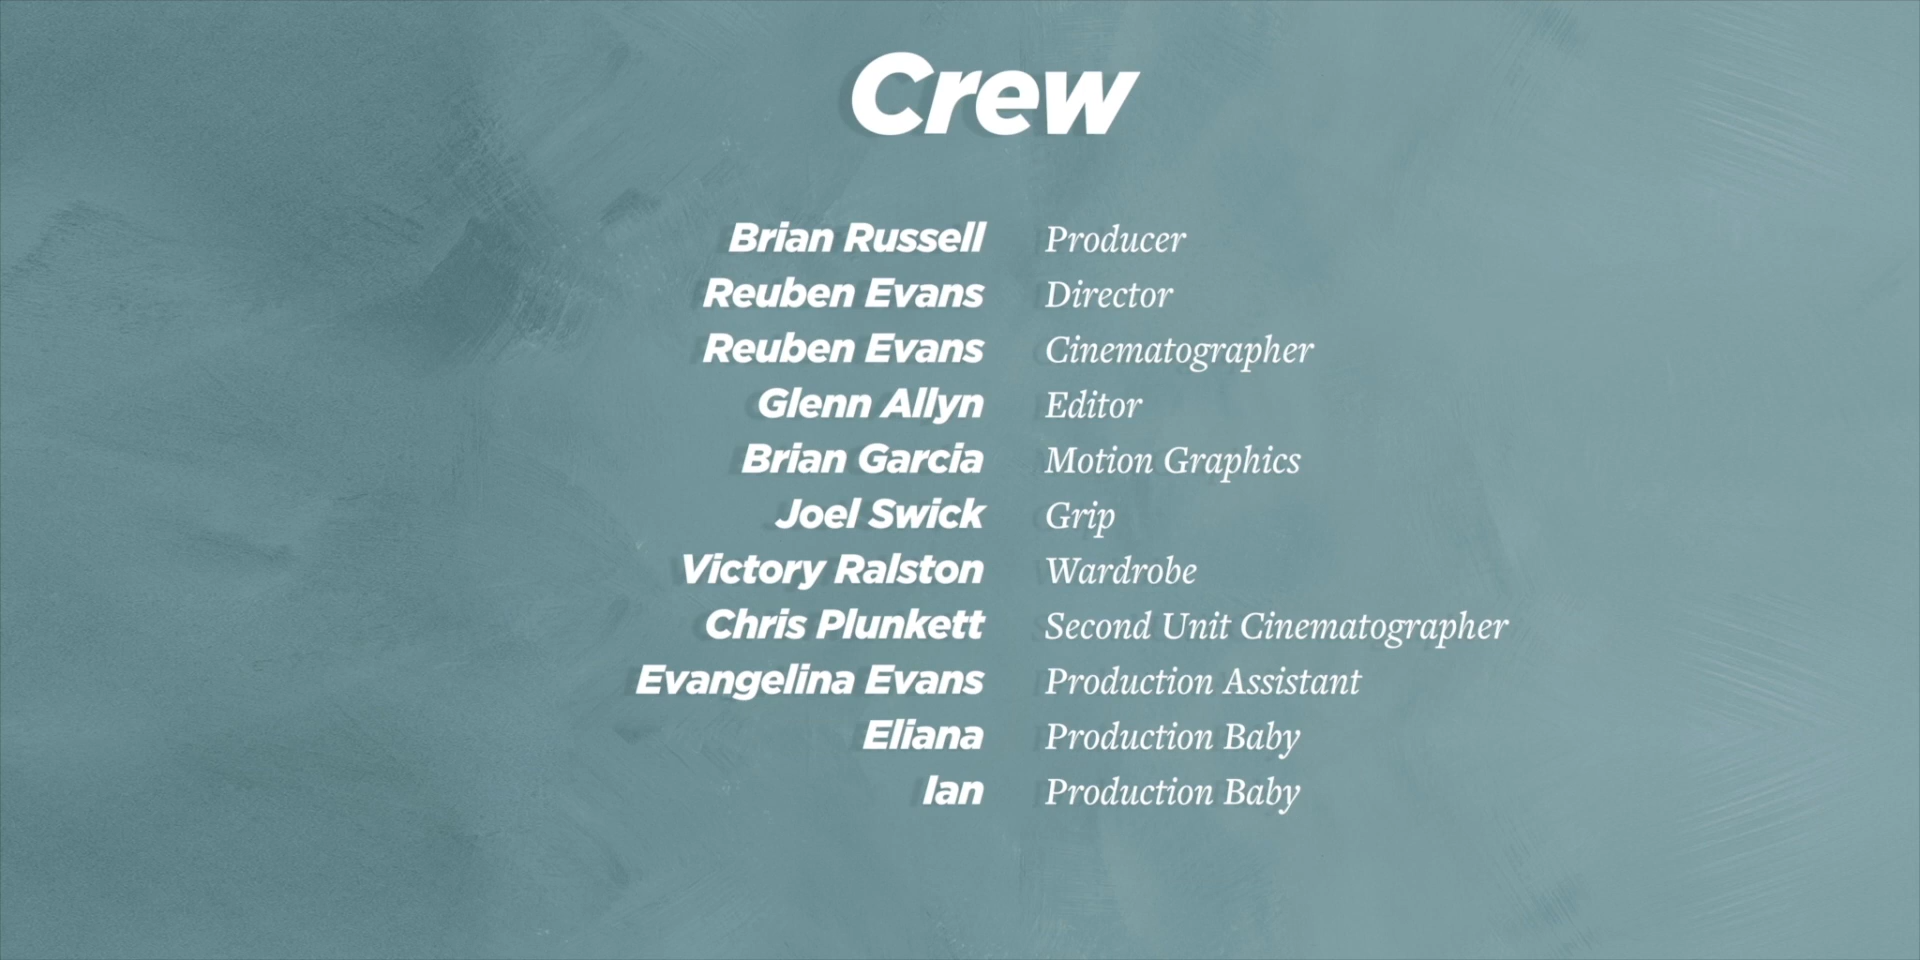 Crew
Brian Russell Producer
Reuben Evans Director
Reuben Evans Cinematographer
Glenn Allyn Editor
Brian Garcia Motion Graphics
Joel Swick Grip
Victory Ralston Wardrobe
Chris Plunkett Second Unit Cinematographer
Evangelina Evans Production Assistant
Eliana Production Baby
Ian Production Baby